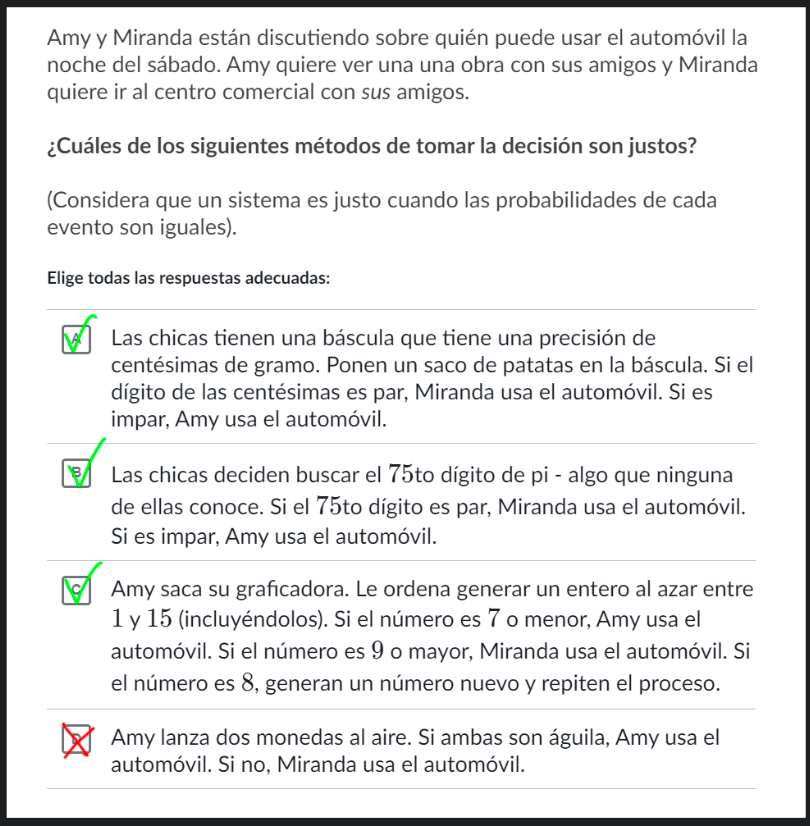 Amy y Miranda están discutiendo sobre quién puede usar el automóvil la
noche del sábado. Amy quiere ver una una obra con sus amigos y Miranda
quiere ir al centro comercial con sus amigos.
¿Cuáles de los siguientes métodos de tomar la decisión son justos?
(Considera que un sistema es justo cuando las probabilidades de cada
evento son iguales).
Elige todas las respuestas adecuadas:
A Las chicas tienen una báscula que tiene una precisión de
centésimas de gramo. Ponen un saco de patatas en la báscula. Si el
dígito de las centésimas es par, Miranda usa el automóvil. Si es
impar, Amy usa el automóvil.
B Las chicas deciden buscar el 75to dígito de pi - algo que ninguna
de ellas conoce. Si el 75to dígito es par, Miranda usa el automóvil.
Si es impar, Amy usa el automóvil.
C Amy saca su graficadora. Le ordena generar un entero al azar entre
1 y 15 (incluyéndolos). Si el número es 7 o menor, Amy usa el
automóvil. Si el número es 9 o mayor, Miranda usa el automóvil. Si
el número es 8, generan un número nuevo y repiten el proceso.
D Amy lanza dos monedas al aire. Si ambas son águila, Amy usa el
automóvil. Si no, Miranda usa el automóvil.